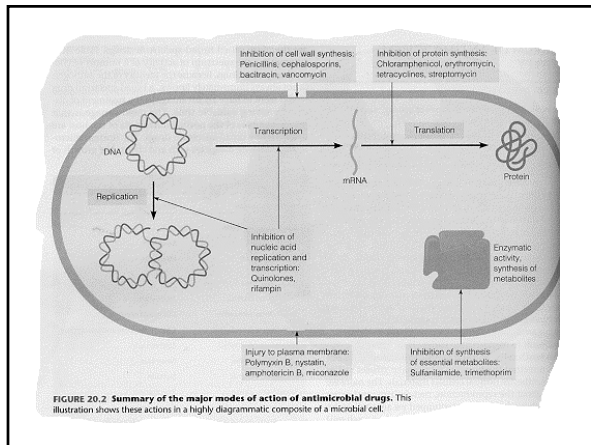 Inhibition of cell wall synthesis:
Penicillins, cephalosporins,
bacitracin, vancomycin
Inhibition of protein synthesis:
Chloramphenicol, erythromycin,
tetracyclines, streptomycin
DNA
Transcription
mRNA
Translation
Protein
Replication
Inhibition of
nucleic acid
replication and
transcription:
Quinolones,
rifampin
Enzymatic
activity,
synthesis of
metabolites
Injury to plasma membrane:
Polymyxin B, nystatin,
amphotericin B, miconazole
Inhibition of synthesis
of essential metabolites:
Sulfanilamide, trimethoprim
FIGURE 20.2 Summary of the major modes of action of antimicrobial drugs. This
illustration shows these actions in a highly diagrammatic composite of a microbial cell.